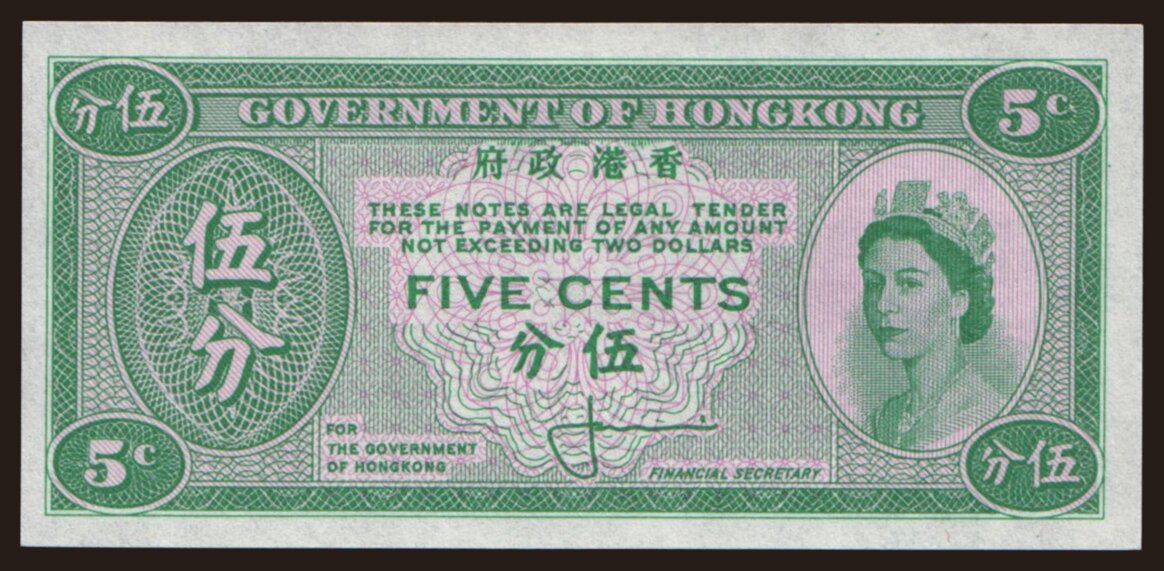 分伍
GOVERNMENT OF HONGKONG
5c
府政港香
THESE NOTES ARE LEGAL TENDER
FOR THE PAYMENT OF ANY AMOUNT
NOT EXCEEDING TWO DOLLARS
伍
分
FIVE CENTS
分伍
FOR
THE GOVERNMENT
OF HONGKONG
FINANCIAL SECRETARY
5c
分伍